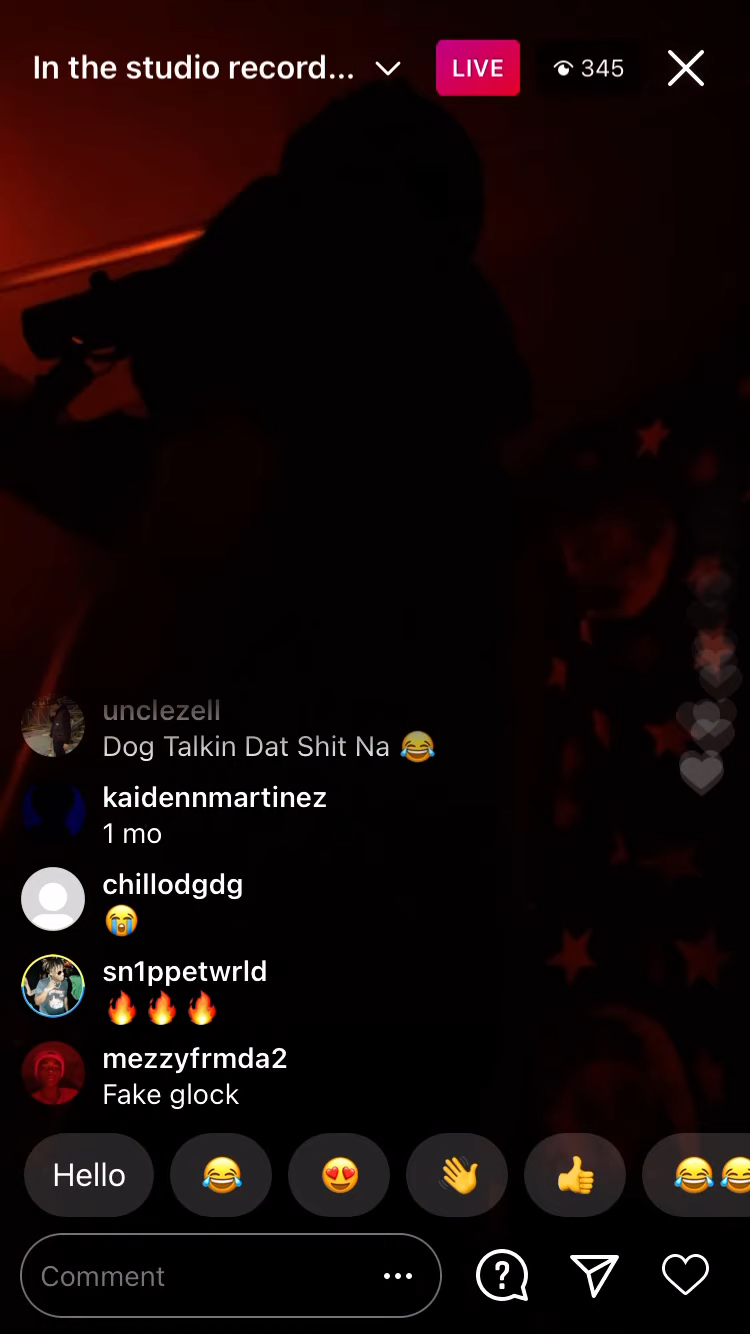 In the studio record...
LIVE
345
unclezell
Dog Talkin Dat Shit Na 😂
kaidennmartinez
1 mo
chillodgdg
😭
sn1ppetwrld
🔥🔥🔥
mezzyfrmda2
Fake glock
Hello 😂 😍 👋 👍 😂😂
Comment